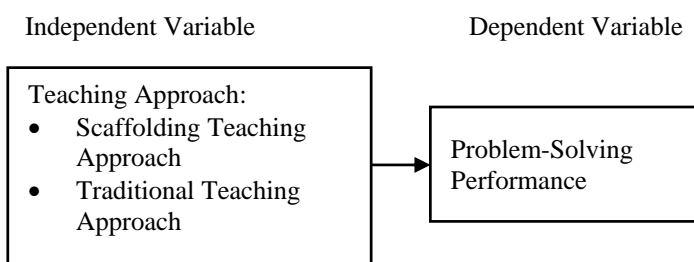 Independent Variable
Dependent Variable
Teaching Approach:
• Scaffolding Teaching
Approach
• Traditional Teaching
Approach
Problem-Solving
Performance